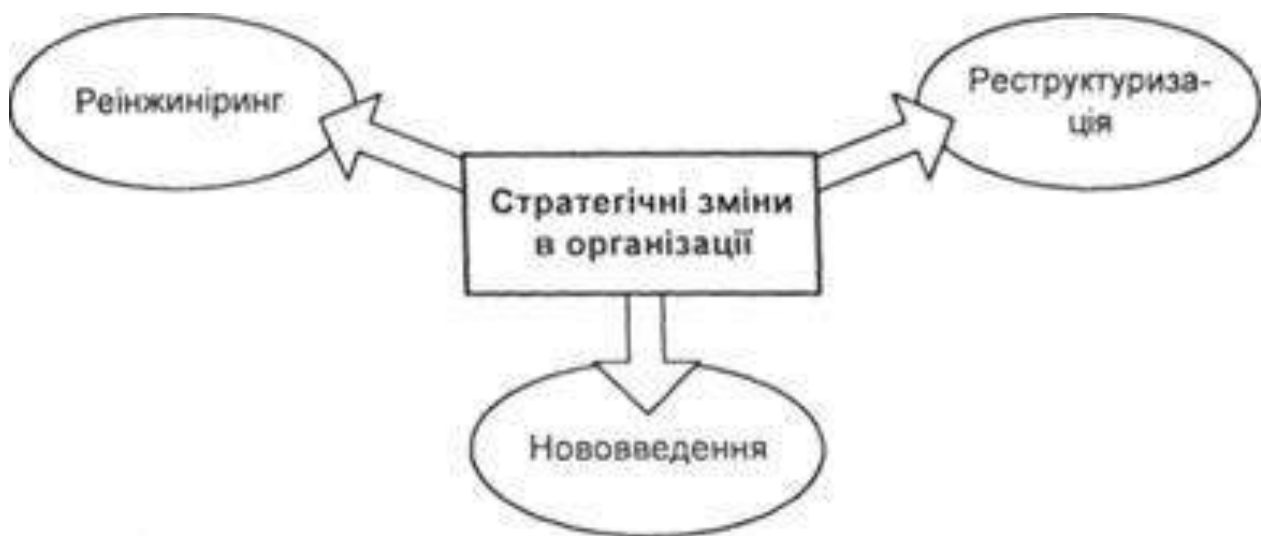 Реінжиніринг
Реструктуриза-
ція
Стратегічні зміни
в організації
Нововведення